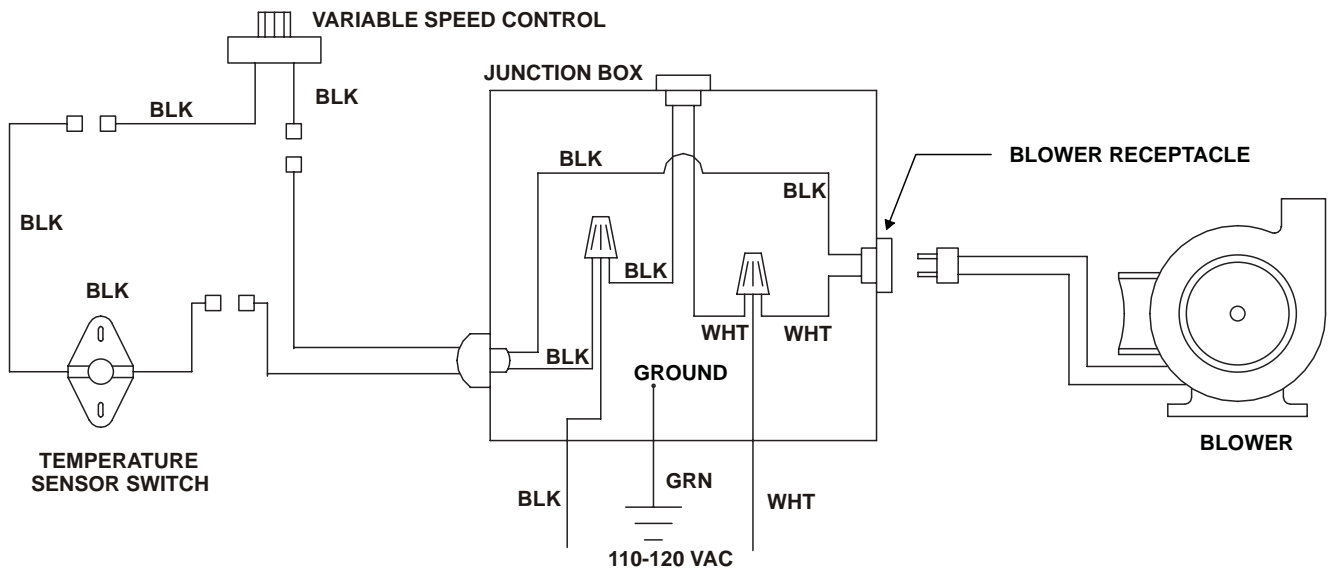 VARIABLE SPEED CONTROL
JUNCTION BOX
BLK
BLK
BLK
BLOWER RECEPTACLE
BLK
BLK
BLK
BLK
WHT
WHT
BLK
GROUND
BLOWER
TEMPERATURE
SENSOR SWITCH
GRN
BLK
WHT
110-120 VAC